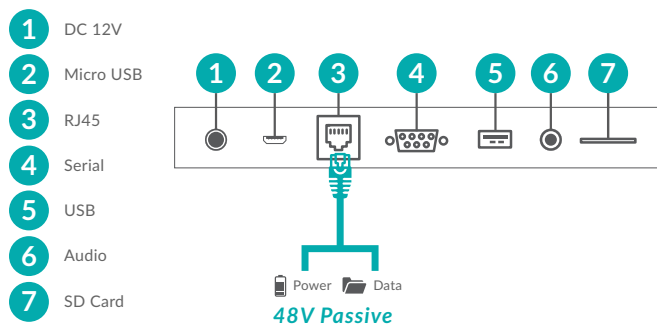 1 DC 12V
2 Micro USB
3 RJ45
4 Serial
5 USB
6 Audio
7 SD Card
1 2 3 4 5 6 7
Power Data
48V Passive